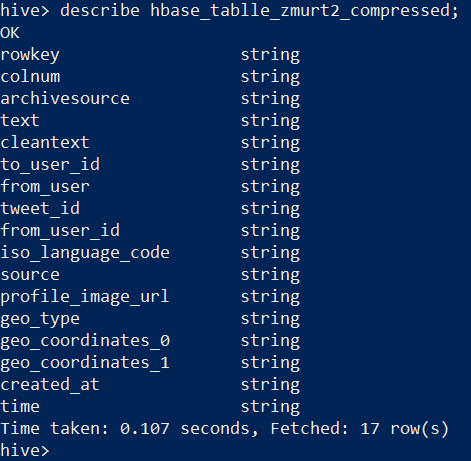 hive> describe hbase_tablle_zmurt2_compressed;
OK
rowkey string
colnum string
archivesource string
text string
cleantext string
to_user_id string
from_user string
tweet_id string
from_user_id string
iso_language_code string
source string
profile_image_url string
geo_type string
geo_coordinates_0 string
geo_coordinates_1 string
created_at string
time string
Time taken: 0.107 seconds, Fetched: 17 row(s)
hive>